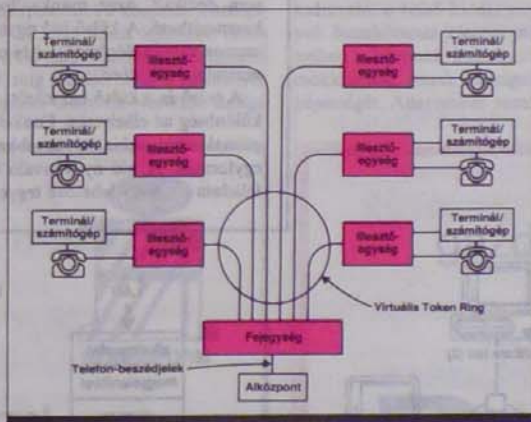 Terminál/
számítógép
Illesztő-
egység
Illesztő-
egység
Terminál/
számítógép
Terminál/
számítógép
Illesztő-
egység
Illesztő-
egység
Terminál/
számítógép
Terminál/
számítógép
Illesztő-
egység
Illesztő-
egység
Terminál/
számítógép
Virtuális Token Ring
Fejegység
Telefon-beszédjelek
Alközpont